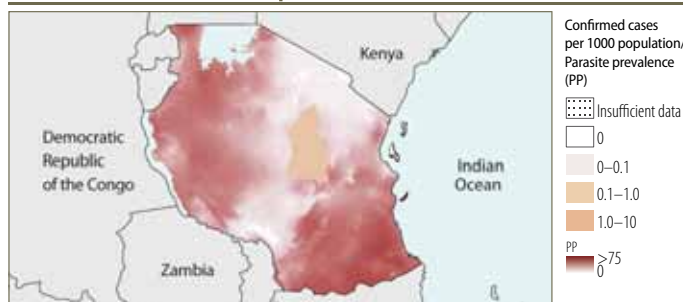 Kenya
Democratic
Republic
of the Congo
Indian
Ocean
Zambia
Confirmed cases
per 1000 population/
Parasite prevalence
(PP)
Insufficient data
0
0–0.1
0.1–1.0
1.0–10
PP
>75
0